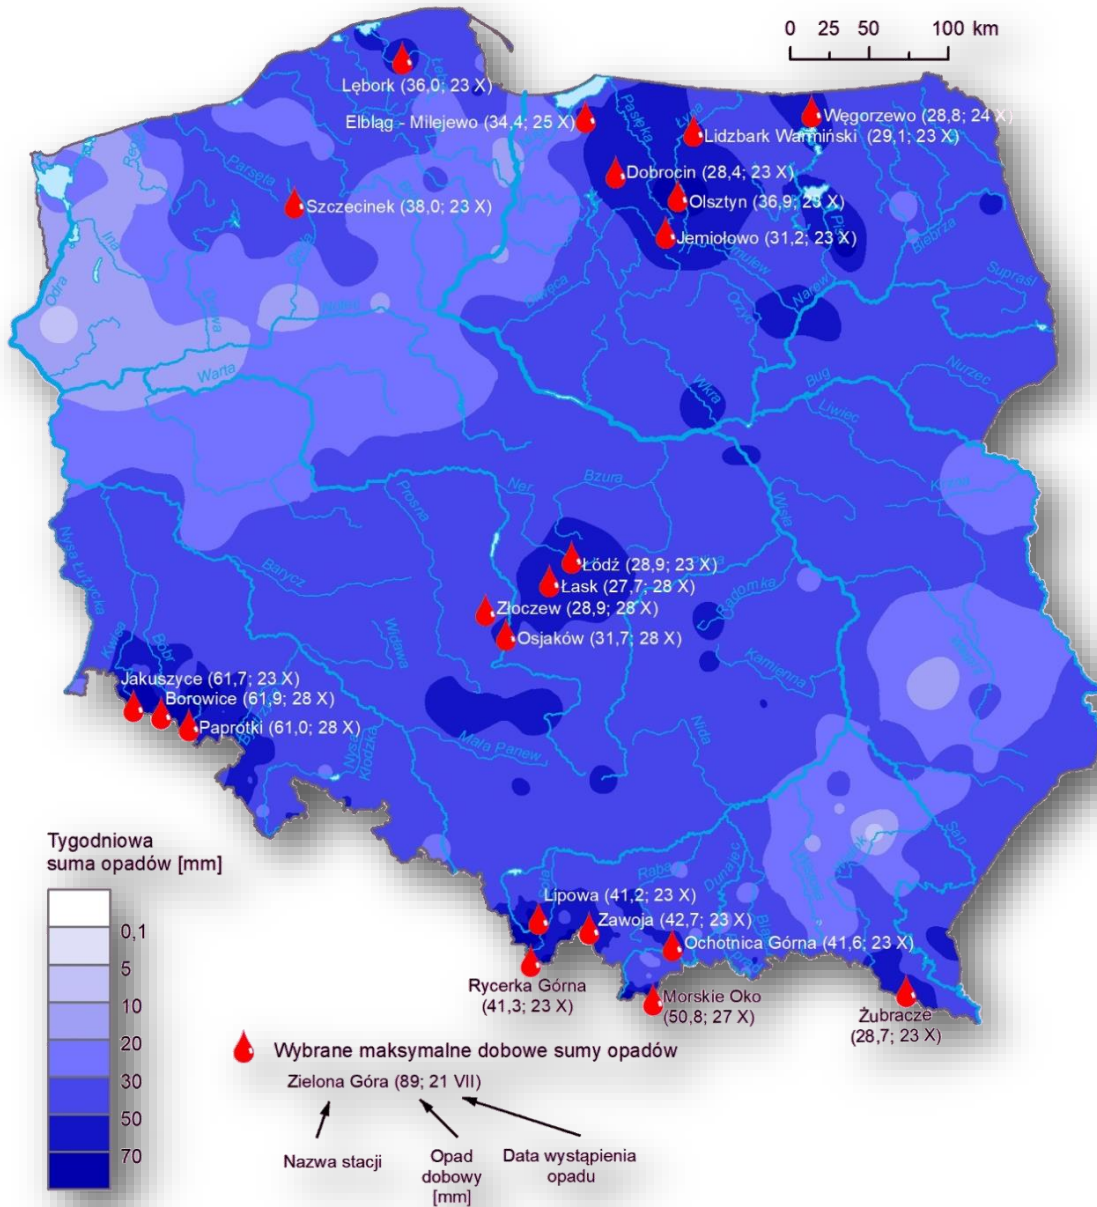 0 25 50 100 km
Lębork (36,0; 23 X)
Elbląg - Milejewo (34,4; 25 X)
Węgorzewo (28,8; 24 X)
Łyna
Pasłęka
Lidzbark Warmiński (29,1; 23 X)
Dobrocin (28,4; 23 X)
Parsęta
Szczecinek (38,0; 23 X)
Olsztyn (36,9; 23 X)
Jemiołowo (31,2; 23 X)
Biebrza
Ina
Odra
Supraśl
Narew
Drwęca
Orzyc
Noteć
Drawa
Warta
Wkra
Bug
Nurzec
Liwiec
Krzna
Ner
Bzura
Prosna
Wisła
Nysa Łużycka
Barycz
Łódź (28,9; 23 X)
Łask (27,7; 28 X)
Radomka
Złoczew (28,9; 28 X)
Osjaków (31,7; 28 X)
Widawa
Kwisa
Bóbr
Wieprz
Kamienna
Jakuszyce (61,7; 23 X)
Borowice (61,9; 28 X)
Paprotki (61,0; 28 X)
Nida
Mała Panew
Nysa
Kłodzka
San
Tygodniowa
suma opadów [mm]
Raba
Dunajec
Wisłoka
Lipowa (41,2; 23 X)
Zawoja (42,7; 23 X)
Ochotnica Górna (41,6; 23 X)
Rycerka Górna
(41,3; 23 X)
Morskie Oko
(50,8; 27 X)
Żubracze
(28,7; 23 X)
0,1
5
10
20
30
50
70
Wybrane maksymalne dobowe sumy opadów
Zielona Góra (89; 21 VII)
Nazwa stacji
Opad
dobowy
[mm]
Data wystąpienia
opadu